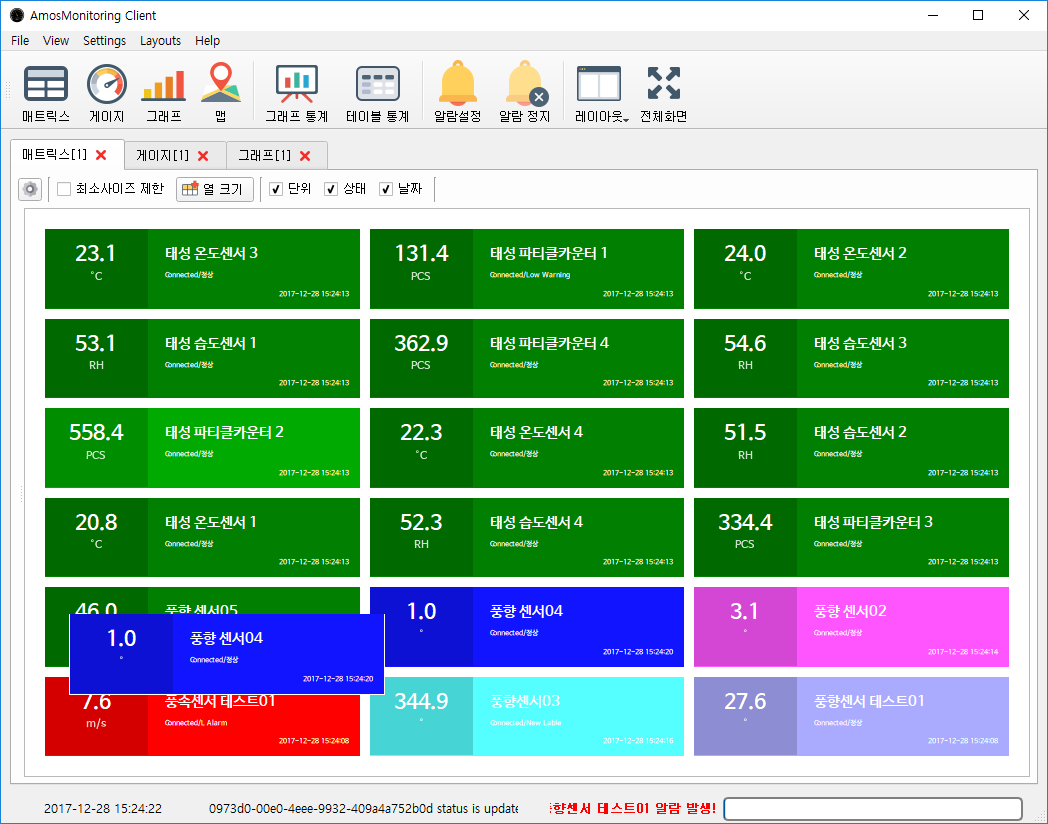 AmosMonitoring Client
File View Settings Layouts Help
매트릭스 게이지 그래프 맵 그래프 통계 테이블 통계 알람설정 알람 정지 레이아웃 전체화면
매트릭스[1] 게이지[1] 그래프[1]
최소사이즈 제한 열 크기 단위 상태 날짜
23.1
°C
태성 온도센서 3
Connected/정상
2017-12-28 15:24:13
131.4
PCS
태성 파티클카운터 1
Connected/Low Warning
2017-12-28 15:24:13
24.0
°C
태성 온도센서 2
Connected/정상
2017-12-28 15:24:13
53.1
RH
태성 습도센서 1
Connected/정상
2017-12-28 15:24:13
362.9
PCS
태성 파티클카운터 4
Connected/정상
2017-12-28 15:24:13
54.6
RH
태성 습도센서 3
Connected/정상
2017-12-28 15:24:13
558.4
PCS
태성 파티클카운터 2
Connected/정상
2017-12-28 15:24:13
22.3
°C
태성 온도센서 4
Connected/정상
2017-12-28 15:24:13
51.5
RH
태성 습도센서 2
Connected/정상
2017-12-28 15:24:13
20.8
°C
태성 온도센서 1
Connected/정상
2017-12-28 15:24:13
52.3
RH
태성 습도센서 4
Connected/정상
2017-12-28 15:24:13
334.4
PCS
태성 파티클카운터 3
Connected/정상
2017-12-28 15:24:13
46.0
풍향 센서05
1.0
°
풍향 센서04
Connected/정상
2017-12-28 15:24:20
1.0
°
풍향 센서04
Connected/정상
2017-12-28 15:24:20
3.1
°
풍향 센서02
Connected/정상
2017-12-28 15:24:14
7.6
m/s
풍속센서 테스트01
Connected/L Alarm
2017-12-28 15:24:08
344.9
°
풍향센서03
Connected/New Lable
2017-12-28 15:24:16
27.6
°
풍향센서 테스트01
Connected/정상
2017-12-28 15:24:08
2017-12-28 15:24:22 0973d0-00e0-4eee-9932-409a4a752b0d status is update 향센서 테스트01 알람 발생!